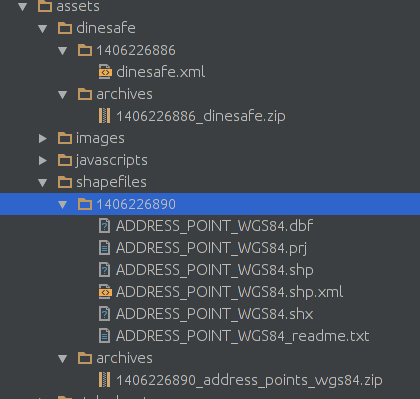 assets
dinesafe
1406226886
dinesafe.xml
archives
1406226886_dinesafe.zip
images
javascripts
shapefiles
1406226890
ADDRESS_POINT_WGS84.dbf
ADDRESS_POINT_WGS84.prj
ADDRESS_POINT_WGS84.shp
ADDRESS_POINT_WGS84.shp.xml
ADDRESS_POINT_WGS84.shx
ADDRESS_POINT_WGS84_readme.txt
archives
1406226890_address_points_wgs84.zip